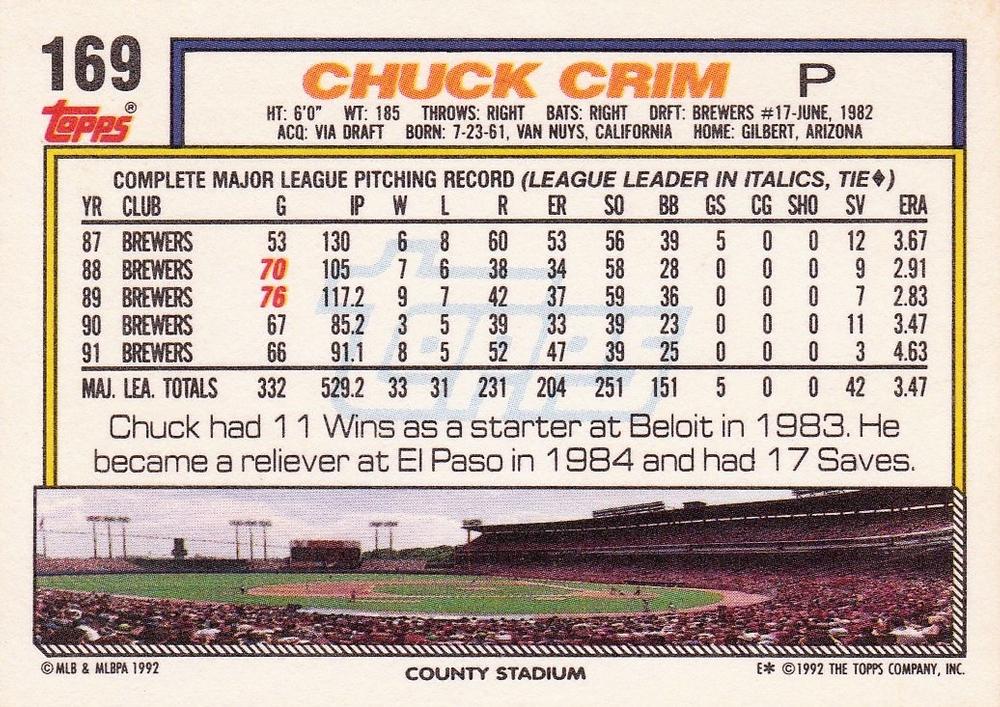 169
Topps®
CHUCK CRIM P
HT: 6'0" WT: 185 THROWS: RIGHT BATS: RIGHT DRFT: BREWERS #17-JUNE, 1982
ACQ: VIA DRAFT BORN: 7-23-61, VAN NUYS, CALIFORNIA HOME: GILBERT, ARIZONA
COMPLETE MAJOR LEAGUE PITCHING RECORD (LEAGUE LEADER IN ITALICS, TIE♦)
YR CLUB G IP W L R ER SO BB GS CG SHO SV ERA
87 BREWERS 53 130 6 8 60 53 56 39 5 0 0 12 3.67
88 BREWERS 70 105 7 6 38 34 58 28 0 0 0 9 2.91
89 BREWERS 76 117.2 9 7 42 37 59 36 0 0 0 7 2.83
90 BREWERS 67 85.2 3 5 39 33 39 23 0 0 0 11 3.47
91 BREWERS 66 91.1 8 5 52 47 39 25 0 0 0 3 4.63
MAJ. LEA. TOTALS 332 529.2 33 31 231 204 251 151 5 0 0 42 3.47
Topps
Chuck had 11 Wins as a starter at Beloit in 1983. He
became a reliever at El Paso in 1984 and had 17 Saves.
©MLB & MLBPA 1992
COUNTY STADIUM
E* ©1992 THE TOPPS COMPANY, INC.